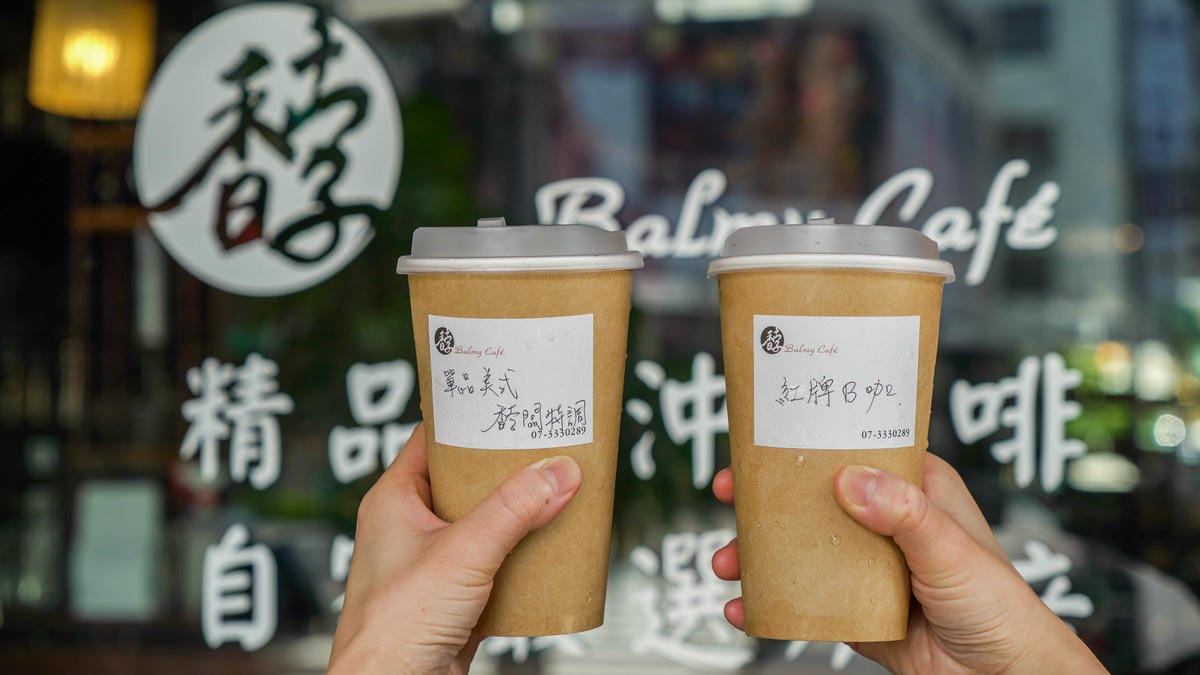 馞
Balmy Café
精品 沖 啡
自 選
馞 Balmy Café
單品美式
馞闆特調
07-3330289
馞 Balmy Café
紅牌B咖
07-3330289